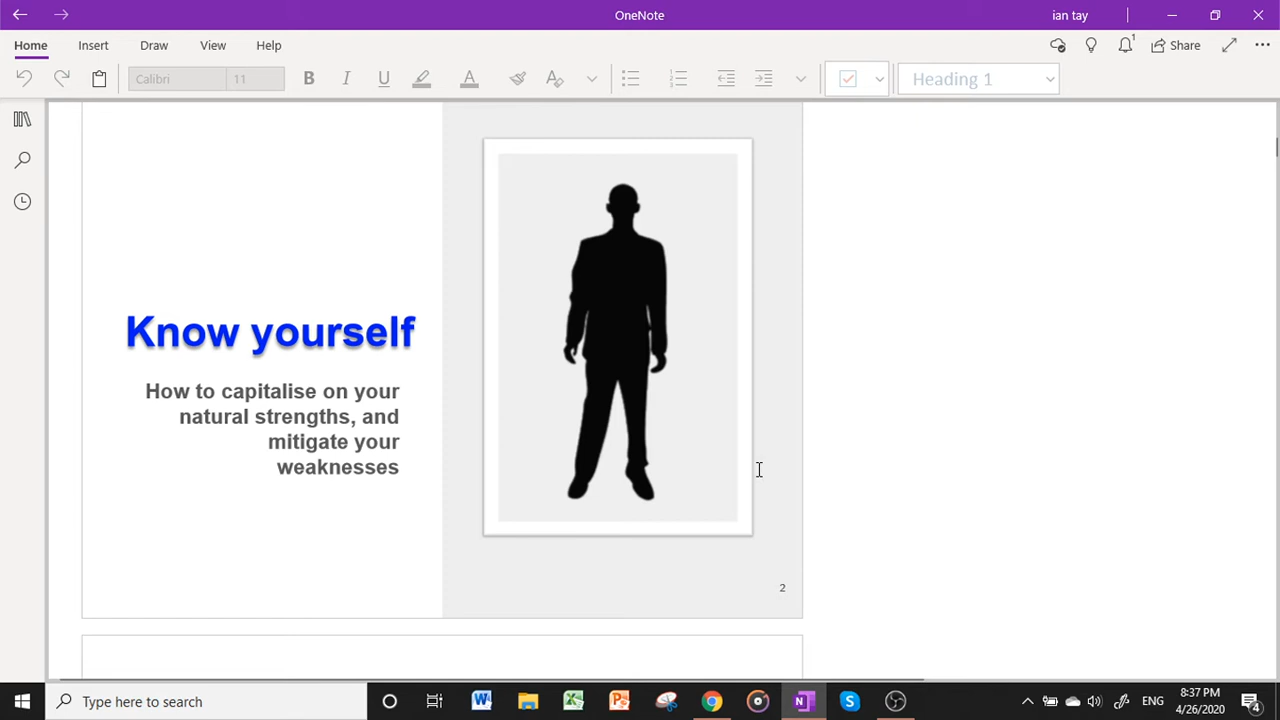 OneNote
ian tay
Home
Insert
Draw
View
Help
1
Share
Calibri
11
B
I
U
A
A
Heading 1
Know yourself
How to capitalise on your
natural strengths, and
mitigate your
weaknesses
2
Type here to search
ENG
8:37 PM
4/26/2020
4